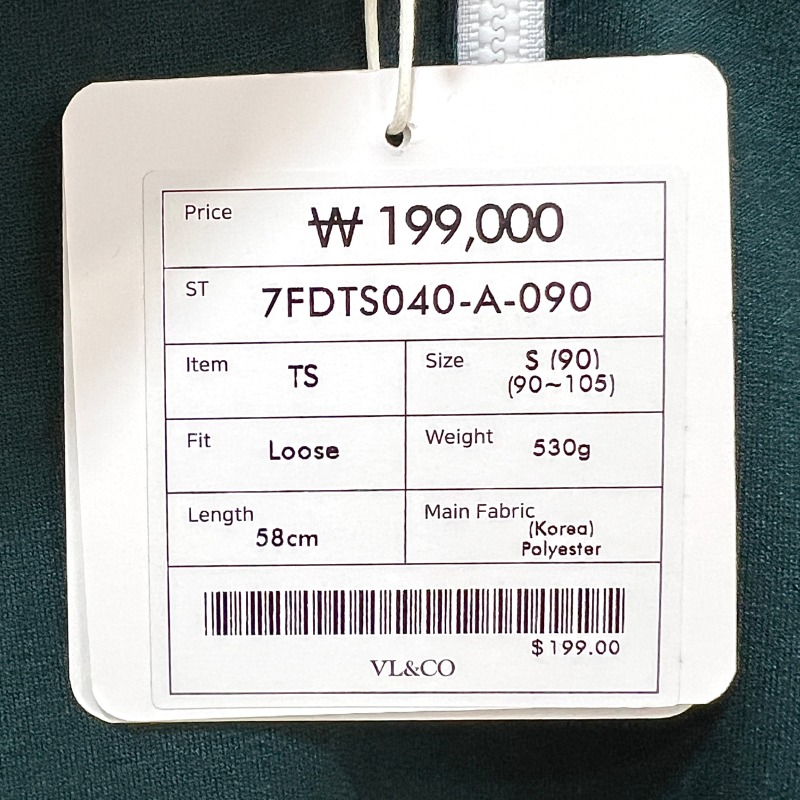 Price ₩ 199,000
ST 7FDTS040-A-090
Item TS
Size S (90)
(90~105)
Fit Loose
Weight 530g
Length 58cm
Main Fabric (Korea)
Polyester
$199.00
VL&CO